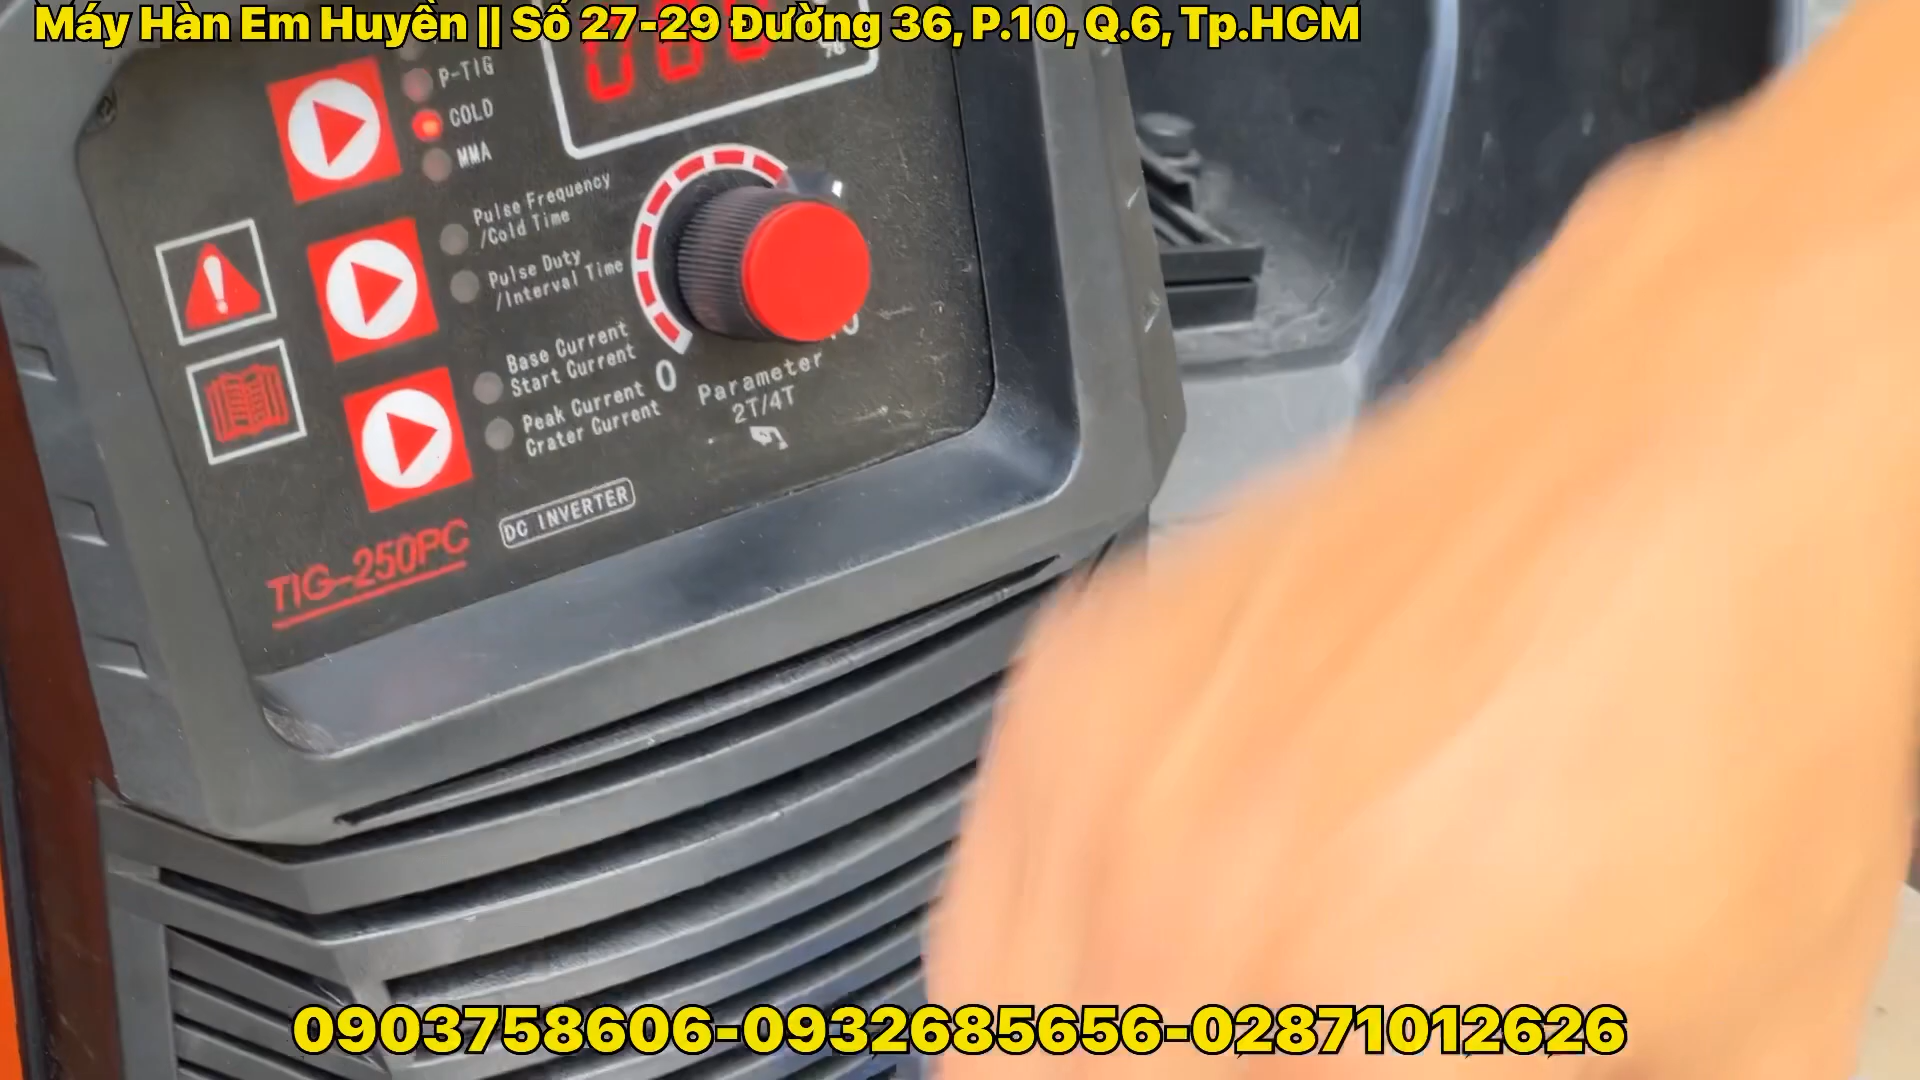 Máy Hàn Em Huyền || Số 27-29 Đường 36, P.10, Q.6, Tp.HCM
P-TIG
COLD
MMA
Pulse Frequency
/Cold Time
Pulse Duty
/Interval Time
Base Current
Start Current
Peak Current
Crater Current
0
Parameter
2T/4T
DC INVERTER
TIG-250PC
0903758606-0932685656-02871012626